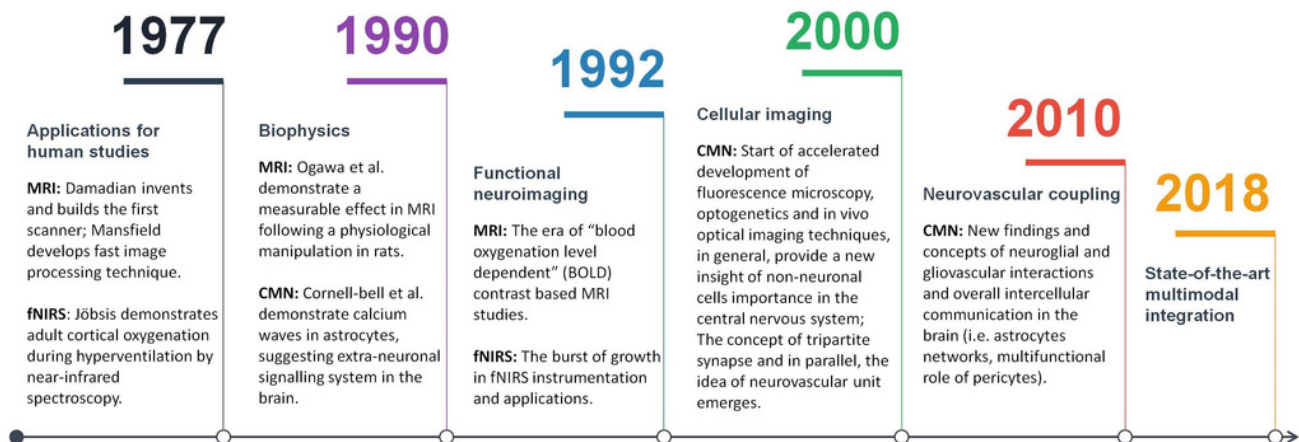 1977
Applications for
human studies
MRI: Damadian invents
and builds the first
scanner; Mansfield
develops fast image
processing technique.
fNIRS: Jöbsis demonstrates
adult cortical oxygenation
during hyperventilation by
near-infrared
spectroscopy.
1990
Biophysics
MRI: Ogawa et al.
demonstrate a
measurable effect in MRI
following a physiological
manipulation in rats.
CMN: Cornell-bell et al.
demonstrate calcium
waves in astrocytes,
suggesting extra-neuronal
signalling system in the
brain.
1992
Functional
neuroimaging
MRI: The era of “blood
oxygenation level
dependent” (BOLD)
contrast based MRI
studies.
fNIRS: The burst of growth
in fNIRS instrumentation
and applications.
2000
Cellular imaging
CMN: Start of accelerated
development of
fluorescence microscopy,
optogenetics and in vivo
optical imaging techniques,
in general, provide a new
insight of non-neuronal
cells importance in the
central nervous system;
The concept of tripartite
synapse and in parallel, the
idea of neurovascular unit
emerges.
2010
Neurovascular coupling
CMN: New findings and
concepts of neuroglial and
gliovascular interactions
and overall intercellular
communication in the
brain (i.e. astrocytes
networks, multifunctional
role of pericytes).
2018
State-of-the-art
multimodal
integration